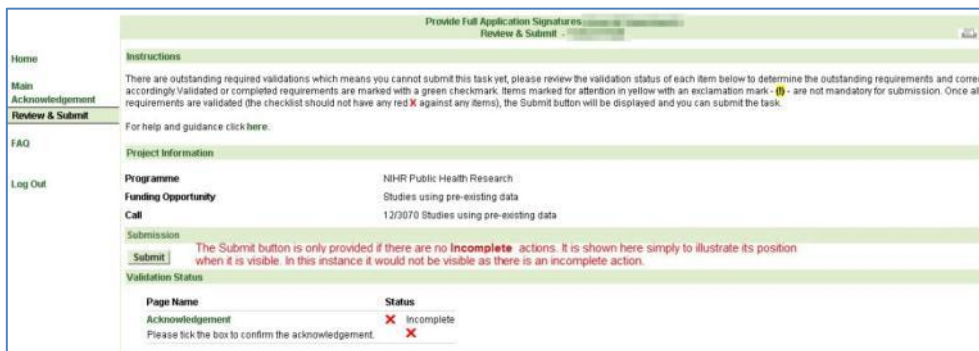 Provide Full Application Signatures
Review & Submit -
Home
Main
Acknowledgement
Review & Submit
FAQ
Log Out
Instructions
There are outstanding required validations which means you cannot submit this task yet, please review the validation status of each item below to determine the outstanding requirements and corre
accordingly.Validated or completed requirements are marked with a green checkmark. Items marked for attention in yellow with an exclamation mark - (!) - are not mandatory for submission. Once all
requirements are validated (the checklist should not have any red X against any items), the Submit button will be displayed and you can submit the task.
For help and guidance click here.
Project Information
Programme NIHR Public Health Research
Funding Opportunity Studies using pre-existing data
Call 12/3070 Studies using pre-existing data
Submission
Submit
The Submit button is only provided if there are no Incomplete actions. It is shown here simply to illustrate its position
when it is visible. In this instance it would not be visible as there is an incomplete action.
Validation Status
Page Name Status
Acknowledgement X Incomplete
Please tick the box to confirm the acknowledgement. X